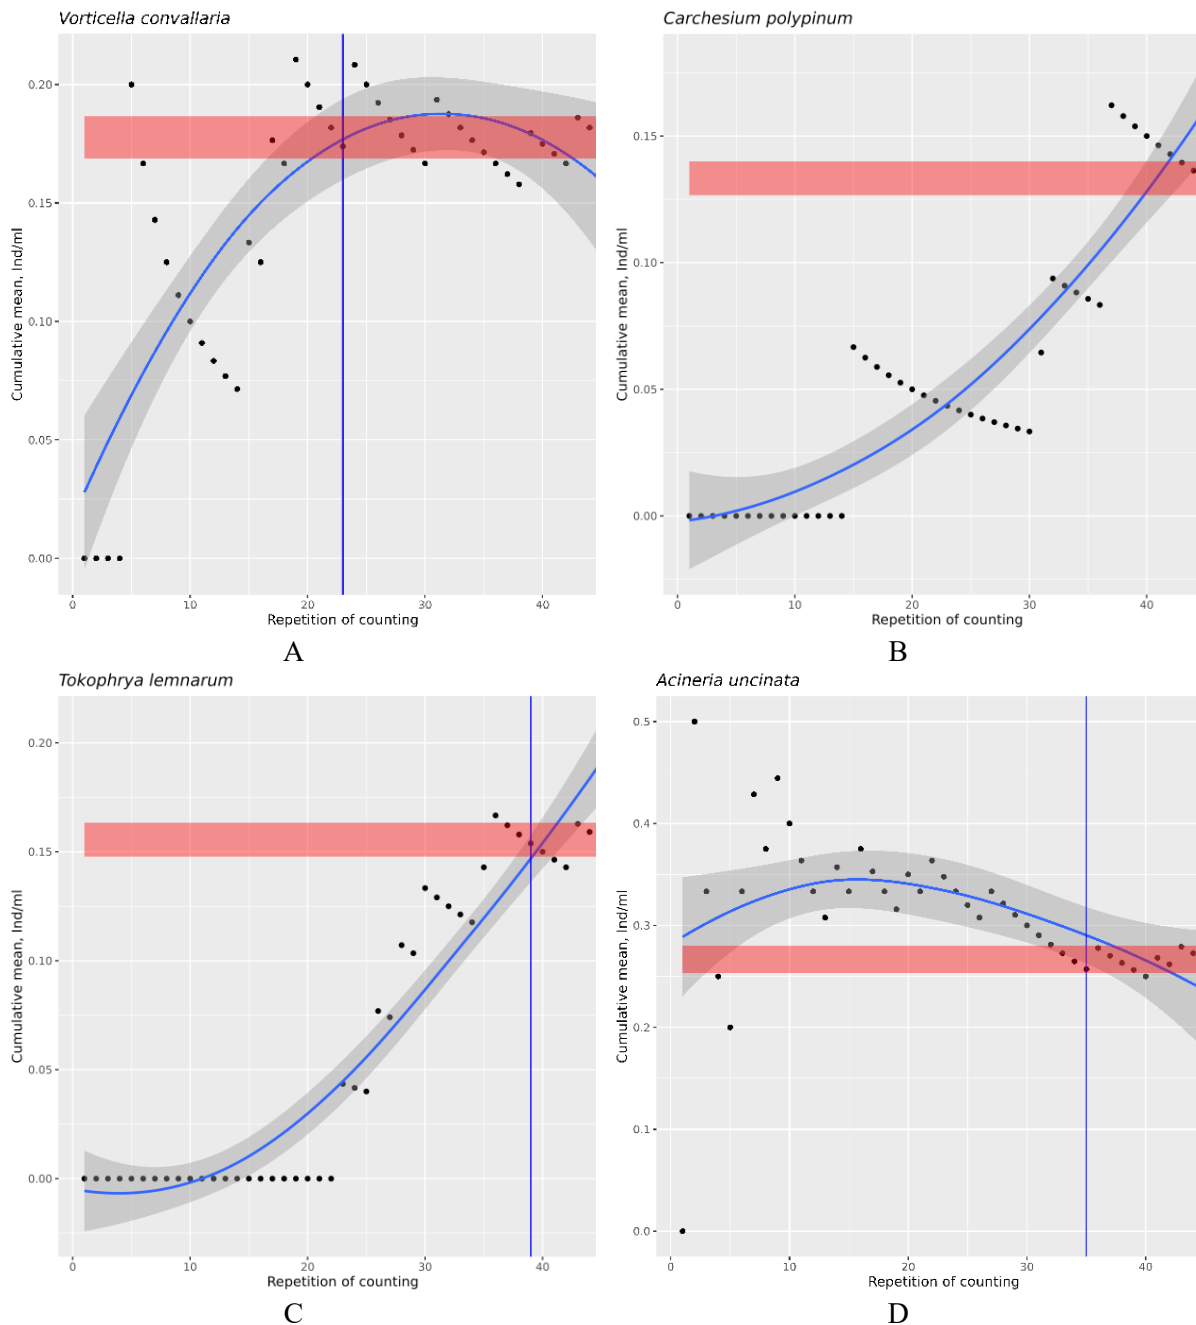 Vorticella convallaria
Cumulative mean, Ind/ml
0.20
0.15
0.10
0.05
0.00
0 10 20 30 40
Repetition of counting
A
Carchesium polypinum
Cumulative mean, Ind/ml
0.15
0.10
0.05
0.00
0 10 20 30 40
Repetition of counting
B
Tokophrya lemnarum
Cumulative mean, Ind/ml
0.20
0.15
0.10
0.05
0.00
0 10 20 30 40
Repetition of counting
C
Acineria uncinata
Cumulative mean, Ind/ml
0.5
0.4
0.3
0.2
0.1
0.0
0 10 20 30 40
Repetition of counting
D